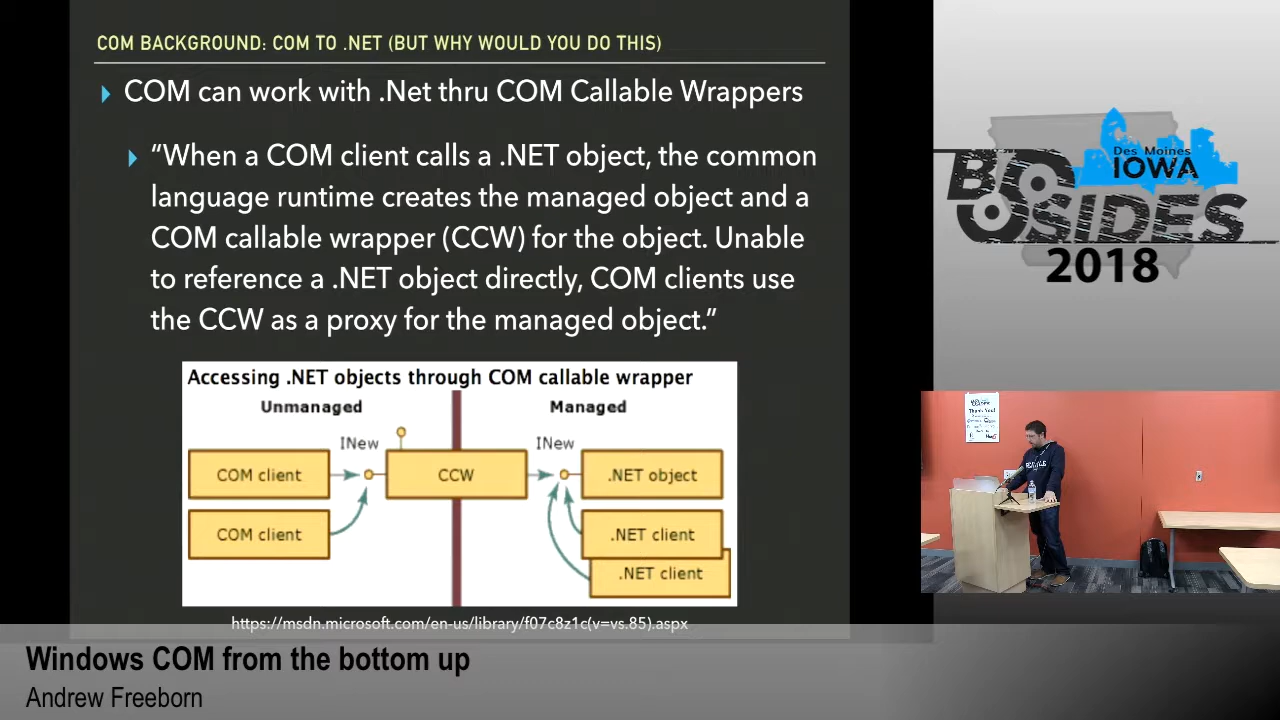 COM BACKGROUND: COM TO .NET (BUT WHY WOULD YOU DO THIS)
COM can work with .Net thru COM Callable Wrappers
“When a COM client calls a .NET object, the common
language runtime creates the managed object and a
COM callable wrapper (CCW) for the object. Unable
to reference a .NET object directly, COM clients use
the CCW as a proxy for the managed object.”
Accessing .NET objects through COM callable wrapper
Unmanaged
Managed
INew
INew
COM client
CCW
.NET object
COM client
.NET client
.NET client
https://msdn.microsoft.com/en-us/library/f07c8z1c(v=vs.85).aspx
Des Moines
IOWA
BSIDES
2018
Thank You!
Windows COM from the bottom up
Andrew Freeborn